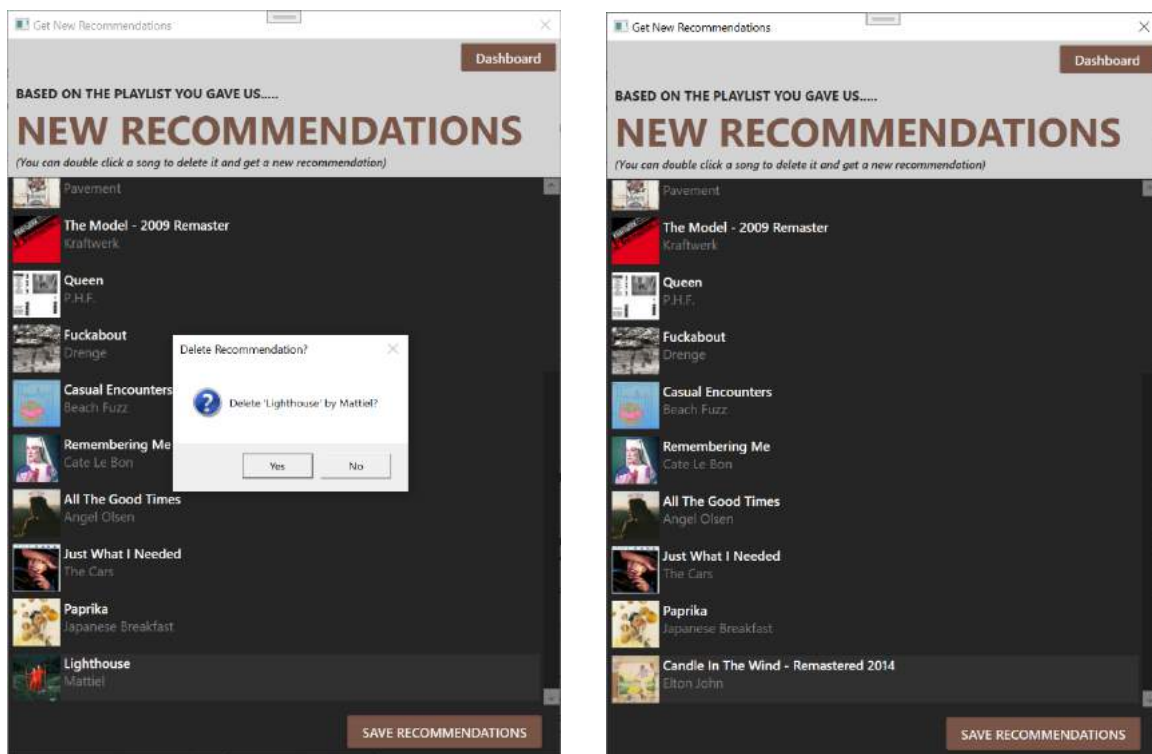 Get New Recommendations
Dashboard
BASED ON THE PLAYLIST YOU GAVE US.....
NEW RECOMMENDATIONS
(You can double click a song to delete it and get a new recommendation)
Pavement
The Model - 2009 Remaster
Kraftwerk
Queen
P.H.F.
Fuckabout
Drenge
Casual Encounters
Beach Fuzz
Remembering Me
Cate Le Bon
All The Good Times
Angel Olsen
Just What I Needed
The Cars
Paprika
Japanese Breakfast
Lighthouse
Mattiel
SAVE RECOMMENDATIONS
Delete Recommendation?
Delete 'Lighthouse' by Mattiel?
Yes
No
Get New Recommendations
Dashboard
BASED ON THE PLAYLIST YOU GAVE US.....
NEW RECOMMENDATIONS
(You can double click a song to delete it and get a new recommendation)
Pavement
The Model - 2009 Remaster
Kraftwerk
Queen
P.H.F.
Fuckabout
Drenge
Casual Encounters
Beach Fuzz
Remembering Me
Cate Le Bon
All The Good Times
Angel Olsen
Just What I Needed
The Cars
Paprika
Japanese Breakfast
Candle In The Wind - Remastered 2014
Elton John
SAVE RECOMMENDATIONS